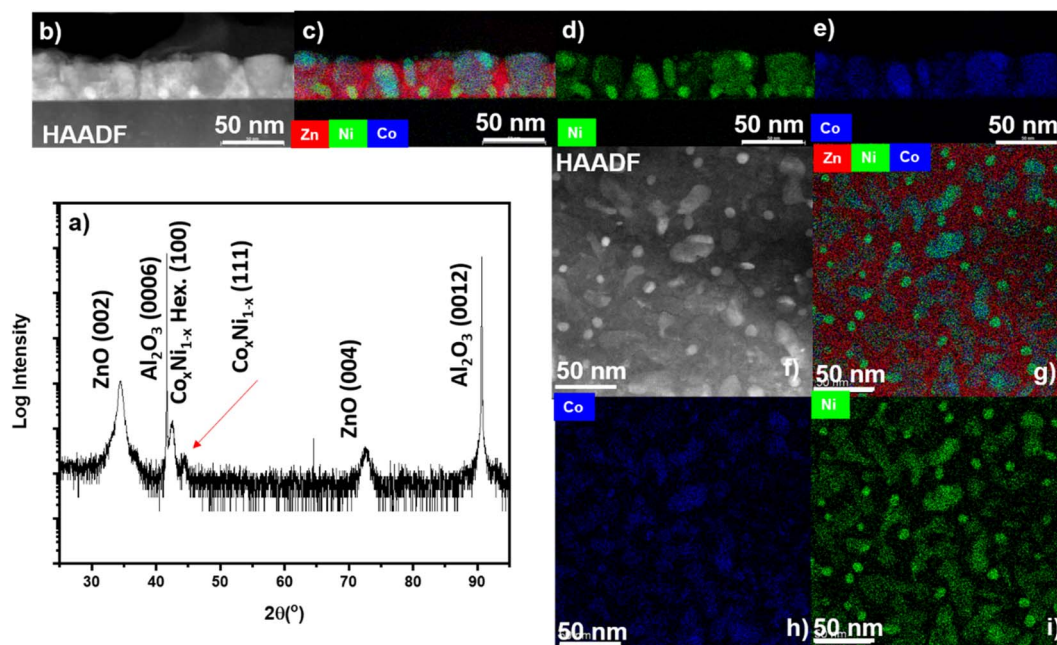 b)
HAADF
50 nm
c)
Zn Ni Co
50 nm
d)
Ni
50 nm
e)
Co
50 nm
a)
ZnO (002)
Al₂O₃ (0006)
CoₓNi₁₋ₓ Hex. (100)
CoₓNi₁₋ₓ (111)
ZnO (004)
Al₂O₃ (0012)
Log Intensity
30 40 50 60 70 80 90
2θ(°)
HAADF
50 nm
f)
Zn Ni Co
50 nm
g)
Co
50 nm
h)
Ni
50 nm
i)